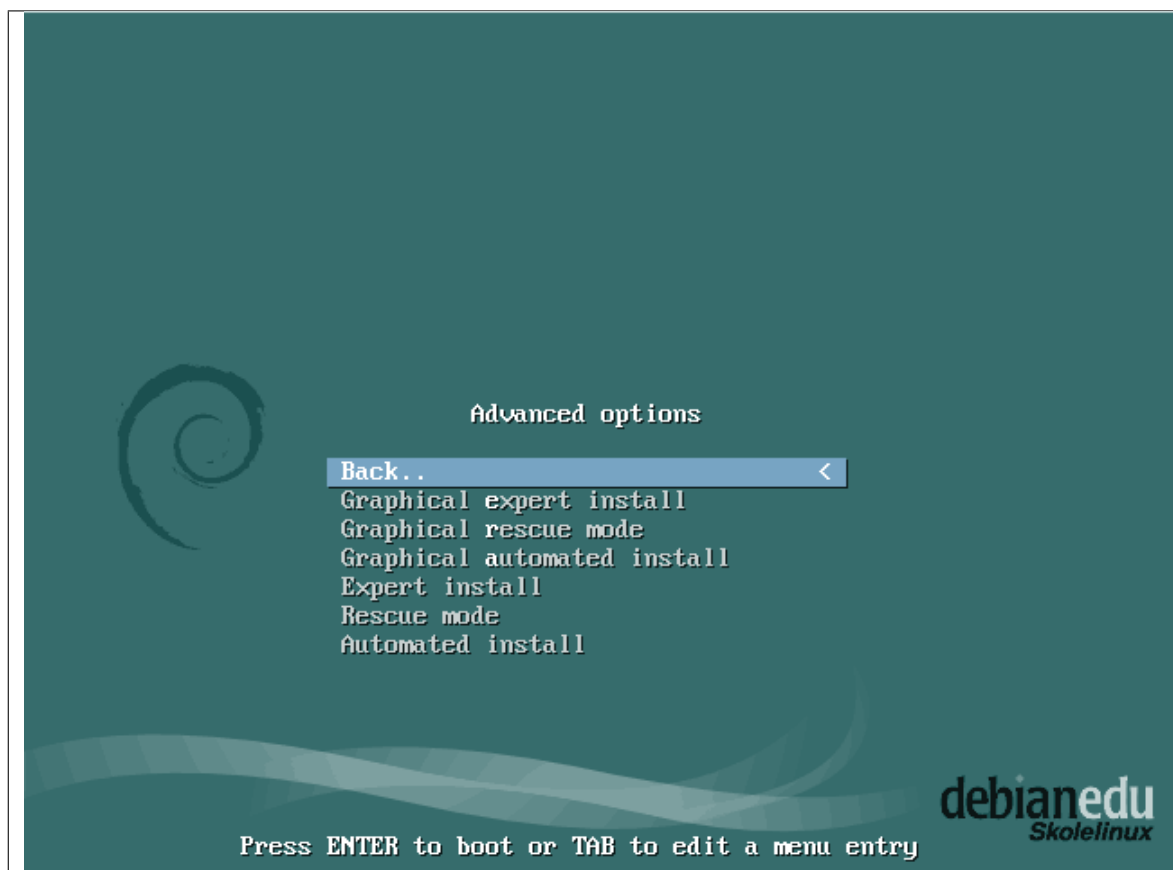 Advanced options
Back.. <
Graphical expert install
Graphical rescue mode
Graphical automated install
Expert install
Rescue mode
Automated install
debianedu
Skolelinux
Press ENTER to boot or TAB to edit a menu entry